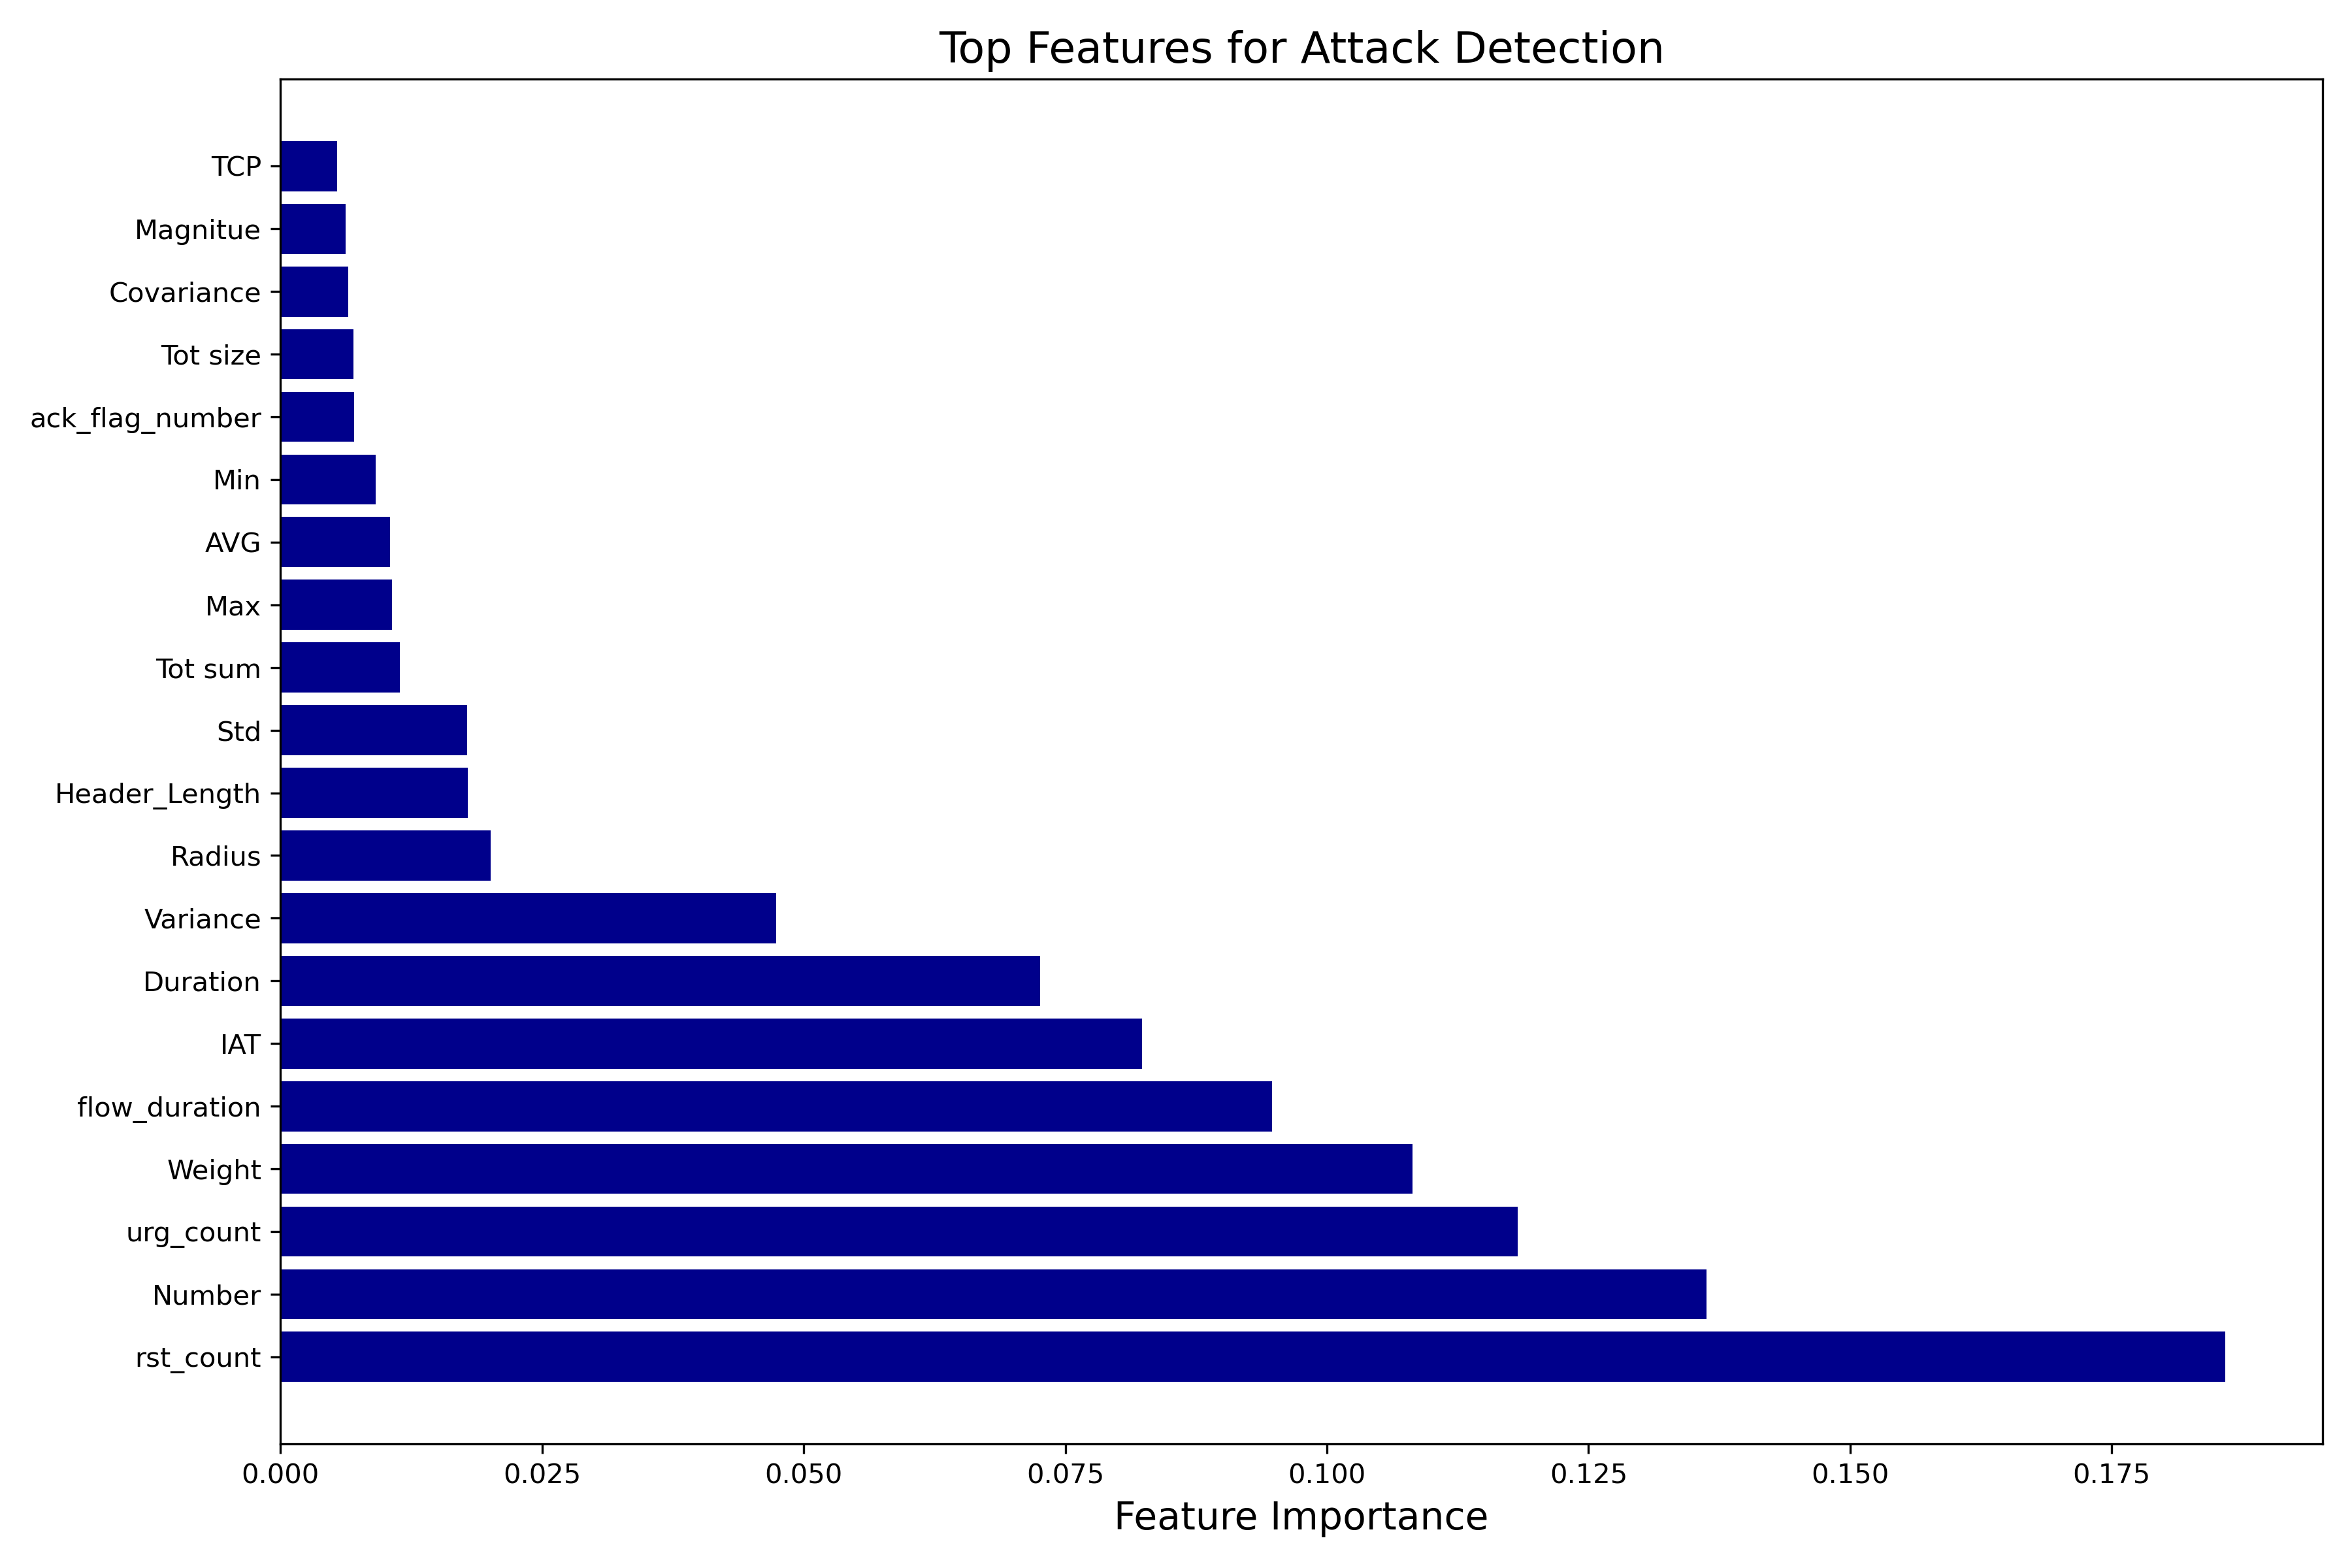 Top Features for Attack Detection
TCP
Magnitue
Covariance
Tot size
ack_flag_number
Min
AVG
Max
Tot sum
Std
Header_Length
Radius
Variance
Duration
IAT
flow_duration
Weight
urg_count
Number
rst_count
0.000 0.025 0.050 0.075 0.100 0.125 0.150 0.175
Feature Importance